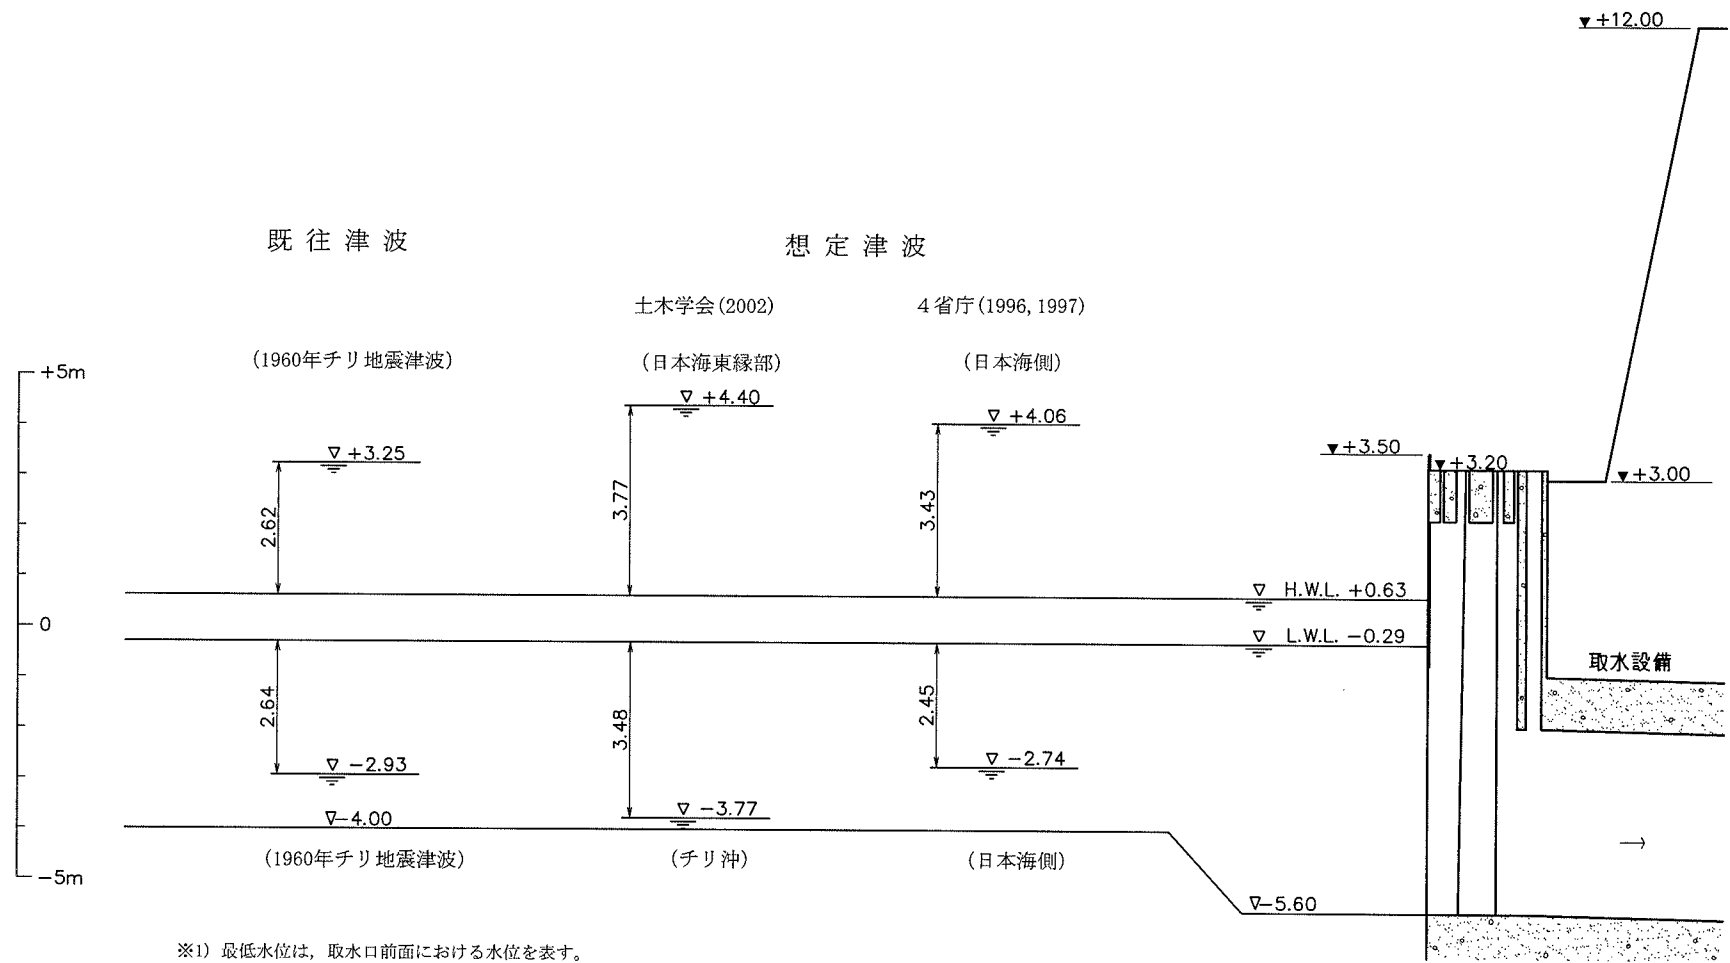 ▼+12.00
既往津波
想定津波
土木学会(2002)
4省庁(1996,1997)
(1960年チリ地震津波)
(日本海東縁部)
(日本海側)
+5m
▽ +4.40
▽ +4.06
▽ +3.25
▼+3.50
▼+3.20
▼+3.00
2.62
3.77
3.43
▽ H.W.L. +0.63
0
▽ L.W.L. −0.29
取水設備
2.64
3.48
2.45
▽ −2.93
▽ −3.77
▽ −2.74
▽−4.00
(1960年チリ地震津波)
(チリ沖)
(日本海側)
−5m
▽−5.60
※1) 最低水位は，取水口前面における水位を表す。